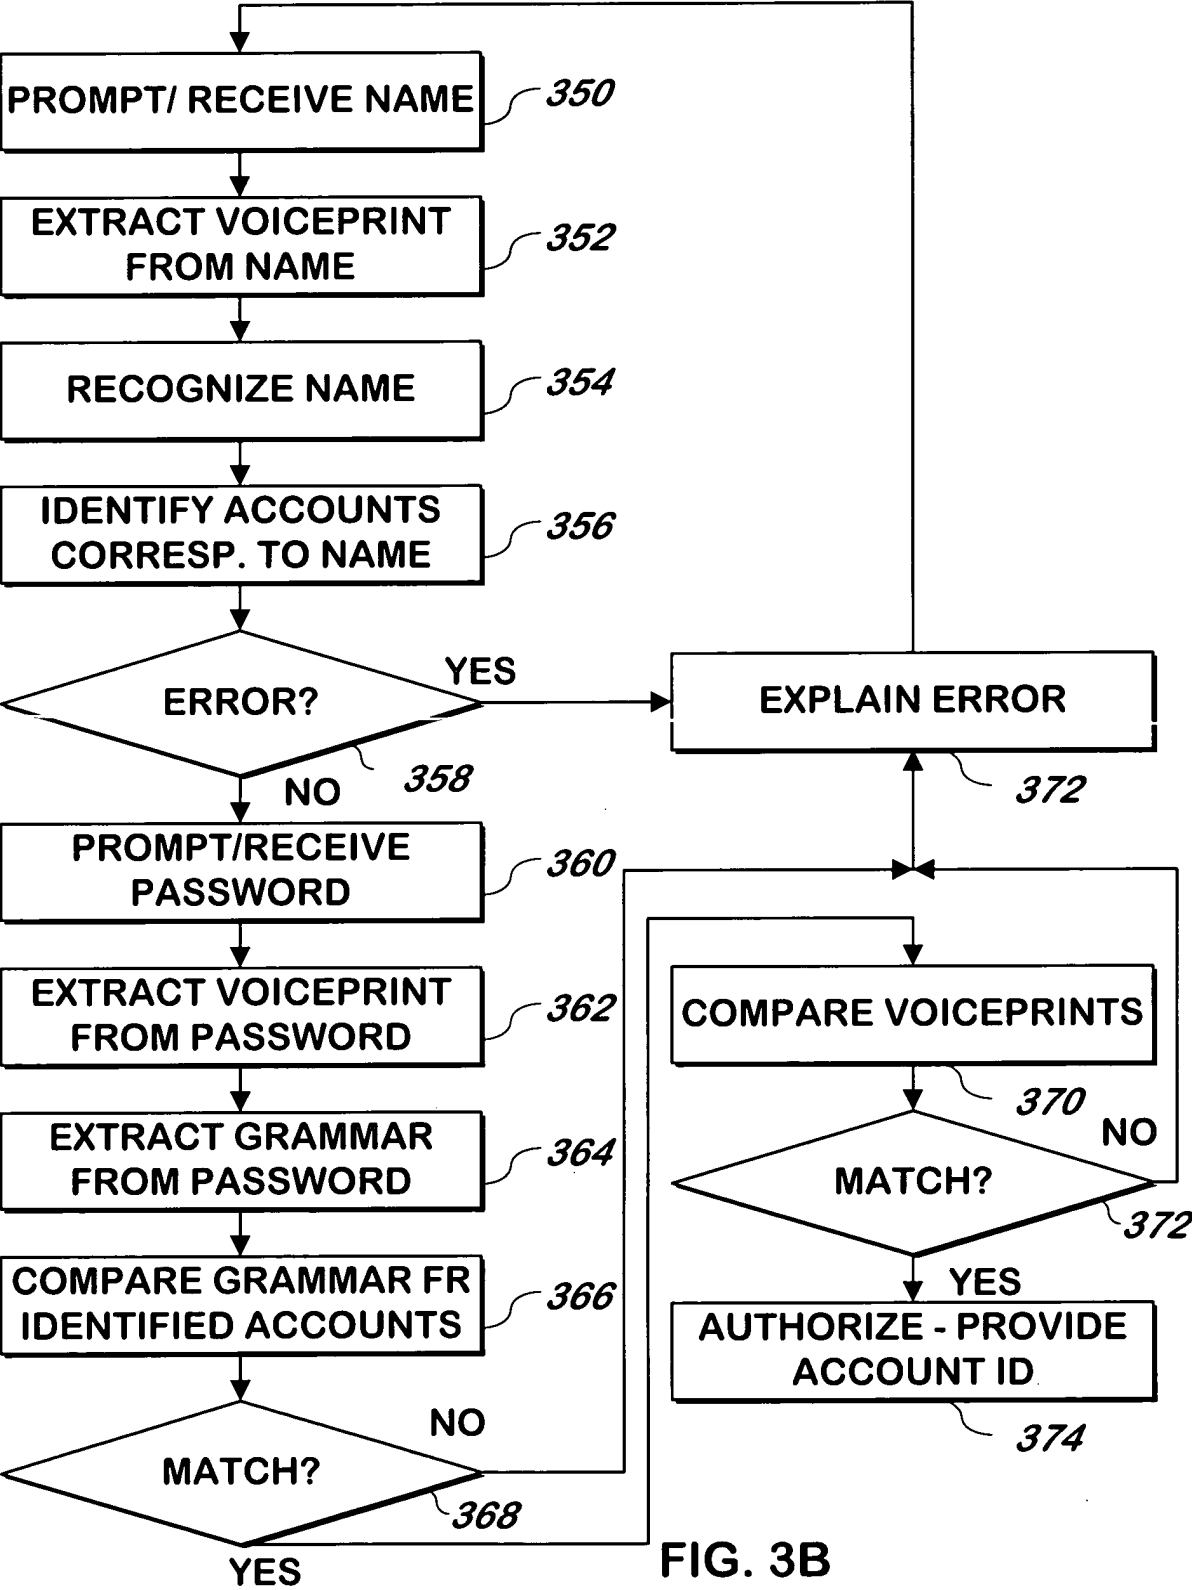 PROMPT/ RECEIVE NAME
350
EXTRACT VOICEPRINT
FROM NAME
352
RECOGNIZE NAME
354
IDENTIFY ACCOUNTS
CORRESP. TO NAME
356
ERROR?
YES
358
NO
EXPLAIN ERROR
372
PROMPT/RECEIVE
PASSWORD
360
EXTRACT VOICEPRINT
FROM PASSWORD
362
EXTRACT GRAMMAR
FROM PASSWORD
364
COMPARE GRAMMAR FR
IDENTIFIED ACCOUNTS
366
MATCH?
NO
368
YES
COMPARE VOICEPRINTS
370
MATCH?
NO
372
YES
AUTHORIZE - PROVIDE
ACCOUNT ID
374
FIG. 3B